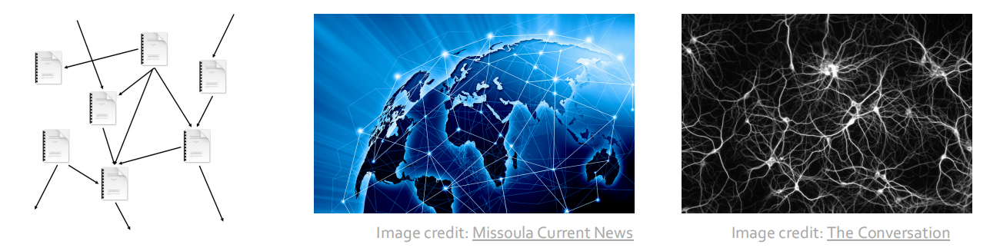 Image credit: Missoula Current News
Image credit: The Conversation